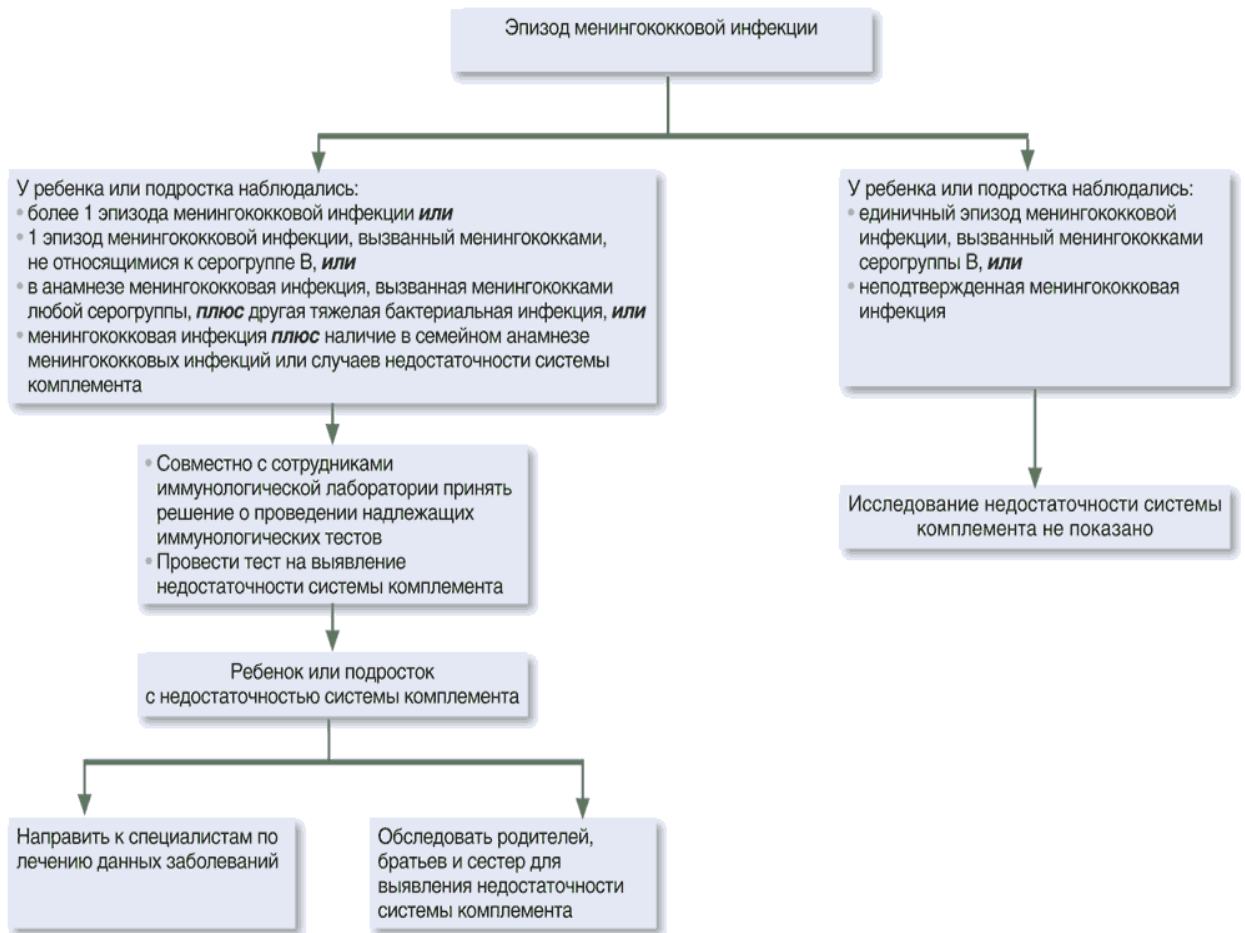 Эпизод менингококковой инфекции
У ребенка или подростка наблюдались:
• более 1 эпизода менингококковой инфекции или
• 1 эпизод менингококковой инфекции, вызванный менингококками,
не относящимися к серогруппе В, или
• в анамнезе менингококковая инфекция, вызванная менингококками
любой серогруппы, плюс другая тяжелая бактериальная инфекция, или
• менингококковая инфекция плюс наличие в семейном анамнезе
менингококковых инфекций или случаев недостаточности системы
комплемента
У ребенка или подростка наблюдались:
• единичный эпизод менингококковой
инфекции, вызванный менингококками
серогруппы В, или
• неподтвержденная менингококковая
инфекция
• Совместно с сотрудниками
иммунологической лаборатории принять
решение о проведении надлежащих
иммунологических тестов
• Провести тест на выявление
недостаточности системы комплемента
Исследование недостаточности системы
комплемента не показано
Ребенок или подросток
с недостаточностью системы комплемента
Направить к специалистам по
лечению данных заболеваний
Обследовать родителей,
братьев и сестер для
выявления недостаточности
системы комплемента